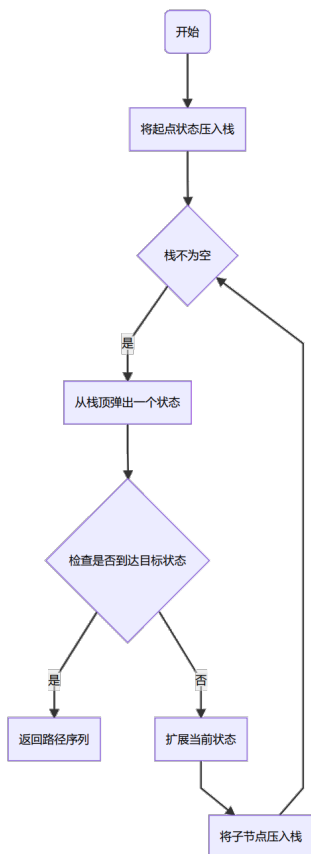 开始
将起点状态压入栈
栈不为空
是
从栈顶弹出一个状态
检查是否到达目标状态
是
否
返回路径序列
扩展当前状态
将子节点压入栈